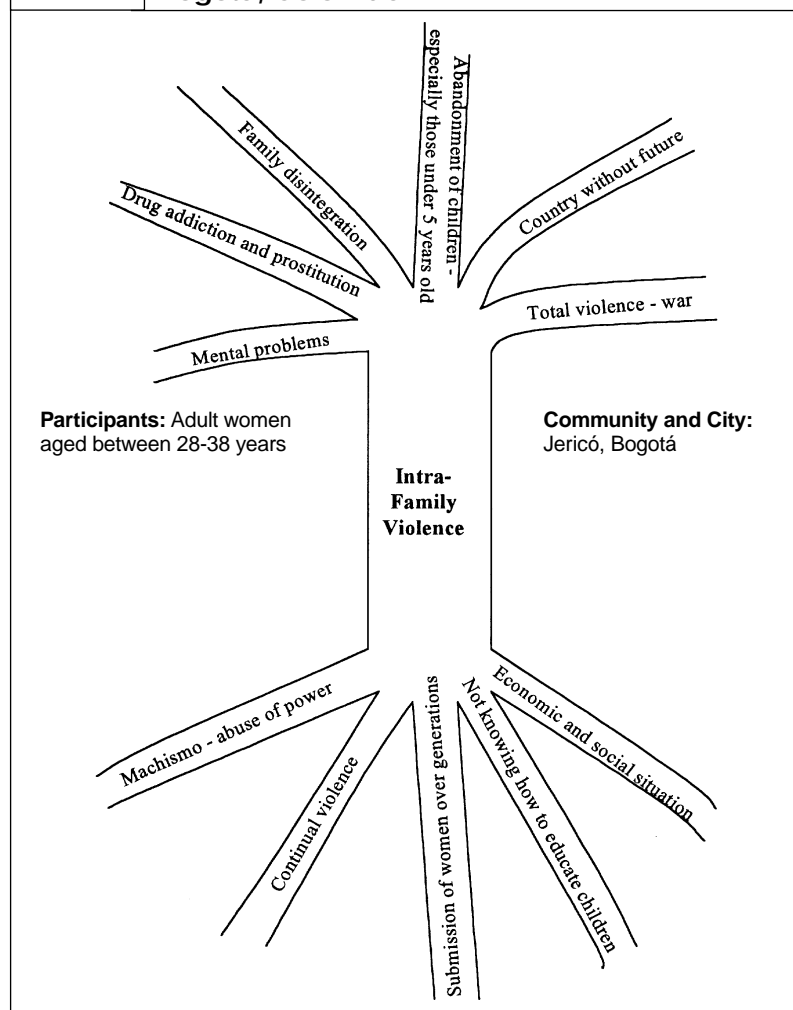 Family disintegration
Abandonment of children -
especially those under 5 years old
Country without future
Drug addiction and prostitution
Total violence - war
Mental problems
Participants: Adult women
aged between 28-38 years
Community and City:
Jericó, Bogotá
Intra-
Family
Violence
Machismo - abuse of power
Continual violence
Submission of women over generations
Not knowing how to educate children
Economic and social situation